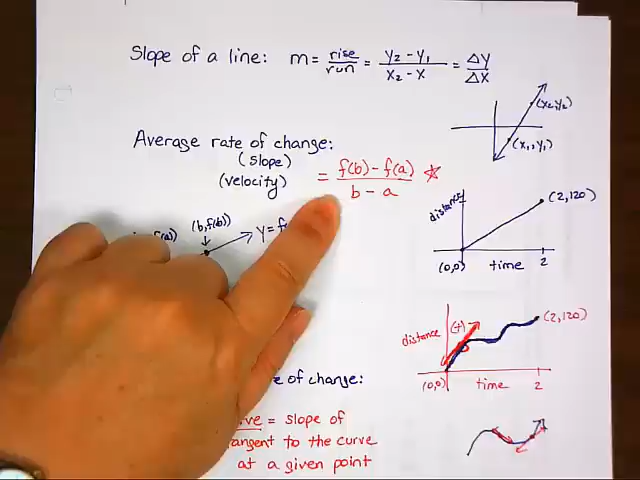 Slope of a line: m = rise/run = y₂ - y₁ / x₂ - x = Δy/Δx
(x₂, y₂)
(x₁, y₁)
Average rate of change:
(slope)
(velocity)
= f(b) - f(a) / b - a ☆
(b, f(b))
f(a)
y = f
distance
(2, 120)
(0,0) time 2
distance (+)
(2, 120)
(0,0) time 2
e of change:
ve = slope of
tangent to the curve
at a given point